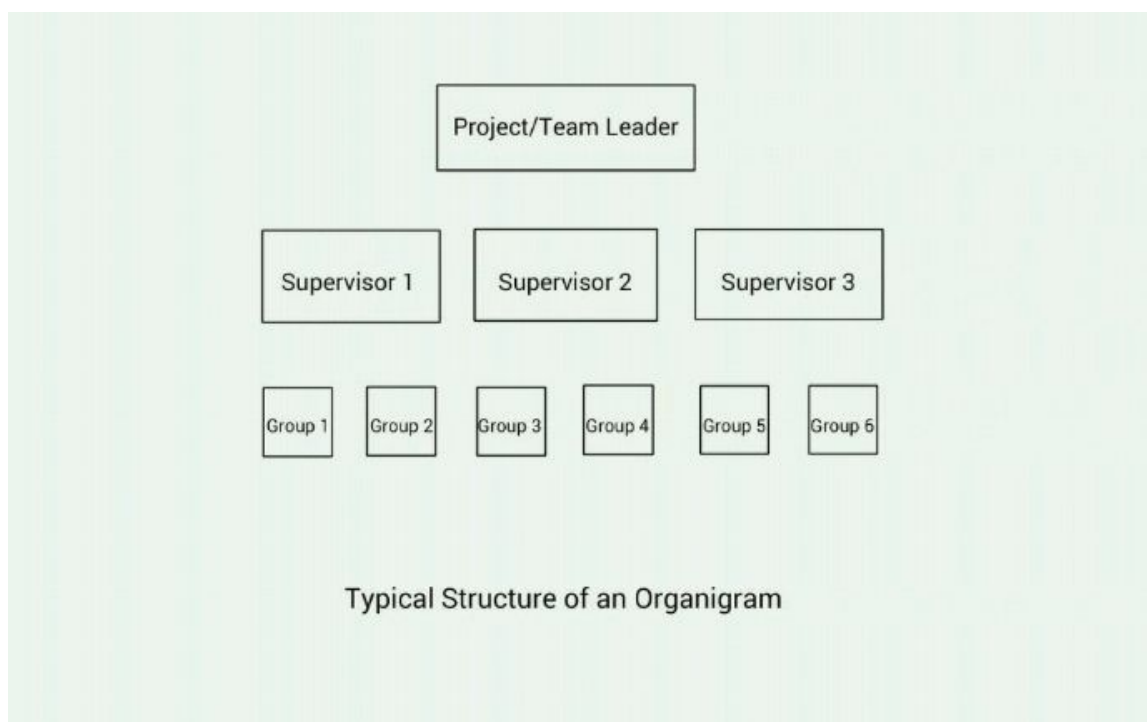 Project/Team Leader
Supervisor 1
Supervisor 2
Supervisor 3
Group 1
Group 2
Group 3
Group 4
Group 5
Group 6
Typical Structure of an Organigram